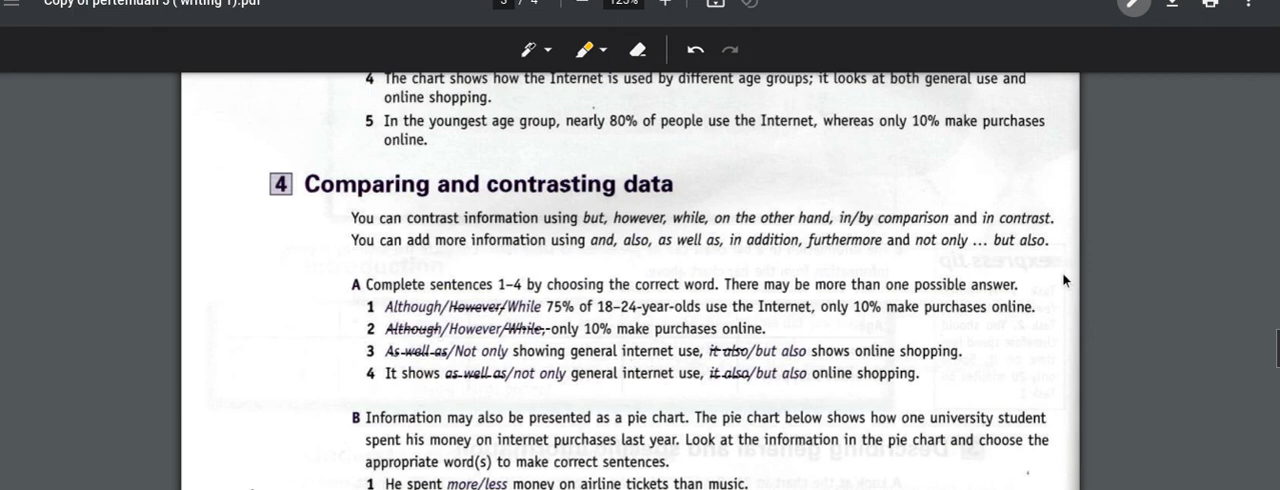 Copy of pertemuan 3 ( writing 1).pdf 3 / 4 125%
4 The chart shows how the Internet is used by different age groups; it looks at both general use and
online shopping.
5 In the youngest age group, nearly 80% of people use the Internet, whereas only 10% make purchases
online.
4 Comparing and contrasting data
You can contrast information using but, however, while, on the other hand, in/by comparison and in contrast.
You can add more information using and, also, as well as, in addition, furthermore and not only ... but also.
A Complete sentences 1–4 by choosing the correct word. There may be more than one possible answer.
1 Although/However/While 75% of 18–24-year-olds use the Internet, only 10% make purchases online.
2 Although/However/While, only 10% make purchases online.
3 As well as/Not only showing general internet use, it also/but also shows online shopping.
4 It shows as well as/not only general internet use, it also/but also online shopping.
B Information may also be presented as a pie chart. The pie chart below shows how one university student
spent his money on internet purchases last year. Look at the information in the pie chart and choose the
appropriate word(s) to make correct sentences.
1 He spent more/less money on airline tickets than music.